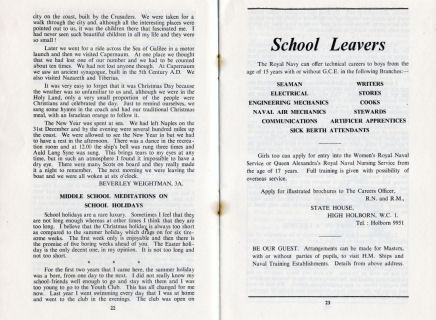 city on the coast, built by the Crusaders. We were taken for a
walk through the city and, although all the interesting places were
pointed out to us, it was the children there that fascinated me. I
had never seen such beautiful children in all my life and they were
so small!
Later we went for a ride across the Sea of Galilee in a motor
launch and then we visited Capernaum. At one place we thought
that we had lost one of our number and we had to be counted
about ten times. We had not lost anyone though. At Capernaum
we saw an ancient synagogue, built in the 5th Century A.D. We
also visited Nazareth and Tiberias.
It was very easy to forget that it was Christmas Day because
the weather was so unfamiliar to us and, although we were in the
Holy Land, only a very small proportion of the people were
Christians and celebrated the day. Just to remind ourselves, we
sang some hymns in the coach and had our traditional Christmas
meal, with an Israelean orange to follow it.
The New Year was spent at sea. We had left Naples on the
31st December and by the evening were several hundred miles up
the coast. We were allowed to see the New Year in but we had
to have a rest in the afternoon. There was a dance in the recreation
room and at 12.00 the ship's bell was rung three times and
Auld Lang Syne was sung. This brings tears to my eyes at any
time, but in such an atmosphere I found it impossible to have a
dry eye. There were many Scots on board and they really made
it a night to remember. The next morning we were leaving the
boat and we were all woken at six o'clock.
BEVERLEY WEIGHTMAN, 3A.
MIDDLE SCHOOL MEDITATIONS ON
SCHOOL HOLIDAYS
School holidays are a rare luxury. Sometimes I feel that they
are not long enough whereas at other times I think that they are
too long. I believe that the Christmas holiday is always too short
as compared to the summer holiday which drags on for six tiresome
weeks. The first week only is enjoyable and then there is
the promise of five boring weeks ahead of you. The Easter holiday
is the only decent one, in my opinion. It is not too long and
not too short.
* * *
For the first two years that I came here, the summer holiday
was a bore, from one day to the next. I did not really know my
school-friends well enough to go and stay with them and I was
too young to go to the Youth Club. This has all changed for me
now. Last year I went swimming every day that I was at home
and went to the club in the evenings. The club was open on
22
School Leavers
The Royal Navy can offer technical careers to boys from the
age of 15 years with or without G.C.E. in the following Branches:—
SEAMAN WRITERS
ELECTRICAL STORES
ENGINEERING MECHANICS COOKS
NAVAL AIR MECHANICS STEWARDS
COMMUNICATIONS ARTIFICER APPRENTICES
SICK BERTH ATTENDANTS
Girls too can apply for entry into the Women's Royal Naval
Service or Queen Alexandra's Royal Naval Nursing Service from
the age of 17 years. Full training is given with possibility of
overseas service.
Apply for illustrated brochures to the Careers Officer,
R.N. and R.M.,
STATE HOUSE,
HIGH HOLBORN, W.C. 1.
Tel : Holborn 9951
BE OUR GUEST. Arrangements can be made for Masters,
with or without parties of pupils, to visit H.M. Ships and
Naval Training Establishments. Details from above address.
23